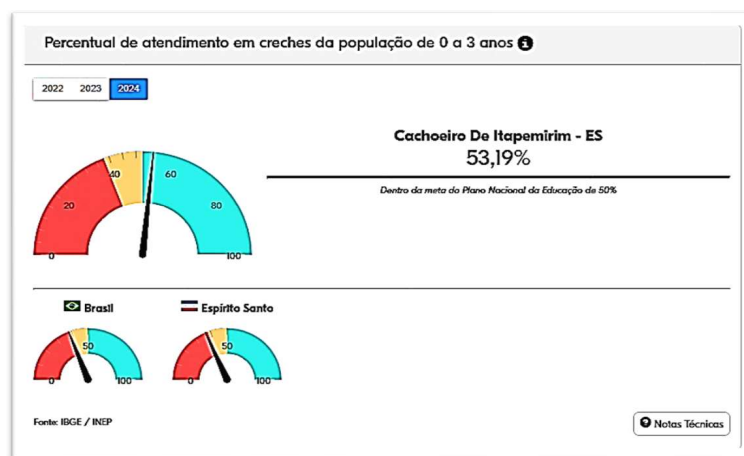 Percentual de atendimento em creches da população de 0 a 3 anos
2022 2023 2024
Cachoeiro De Itapemirim - ES
53,19%
Dentro da meta do Plano Nacional da Educação de 50%
0 20 40 60 80 100
Brasil
Espírito Santo
0 50 100
0 50 100
Fonte: IBGE / INEP
Notas Técnicas